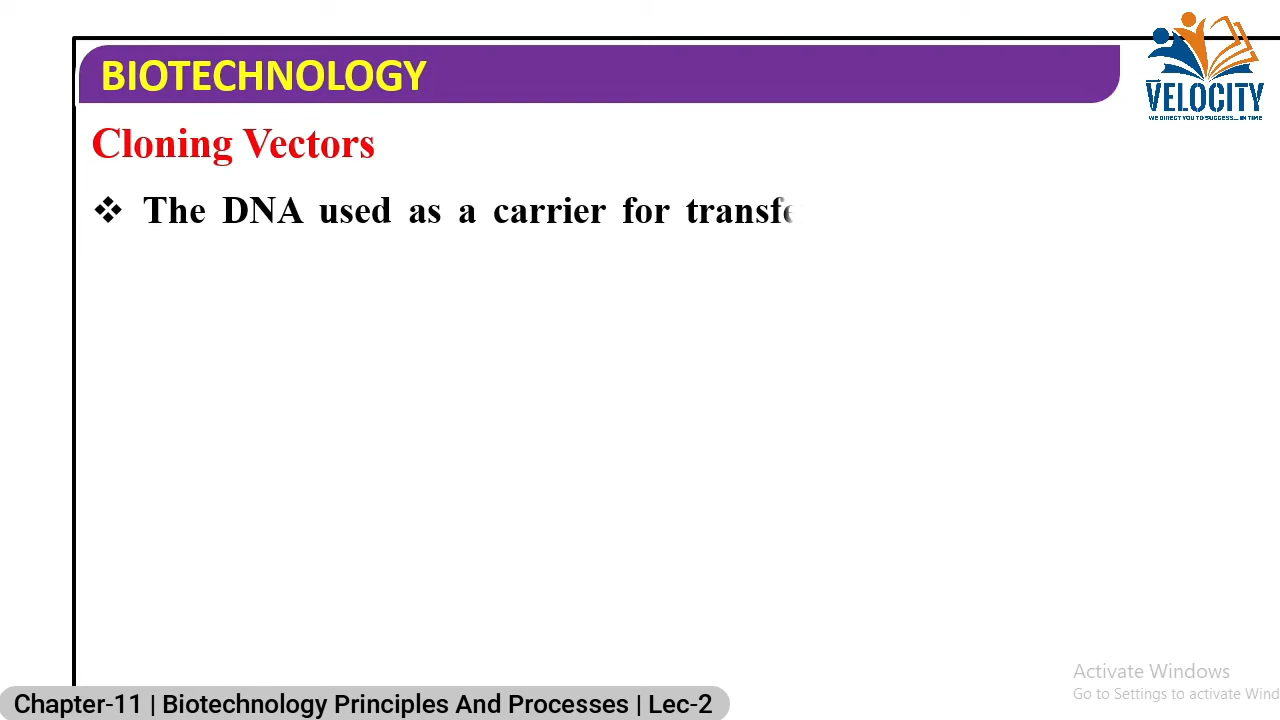 BIOTECHNOLOGY
VELOCITY
WE DIRECT YOU TO SUCCESS.... IN TIME
Cloning Vectors
❖ The DNA used as a carrier for
Activate Windows
Go to Settings to activate Wind
Chapter-11 | Biotechnology Principles And Processes | Lec-2